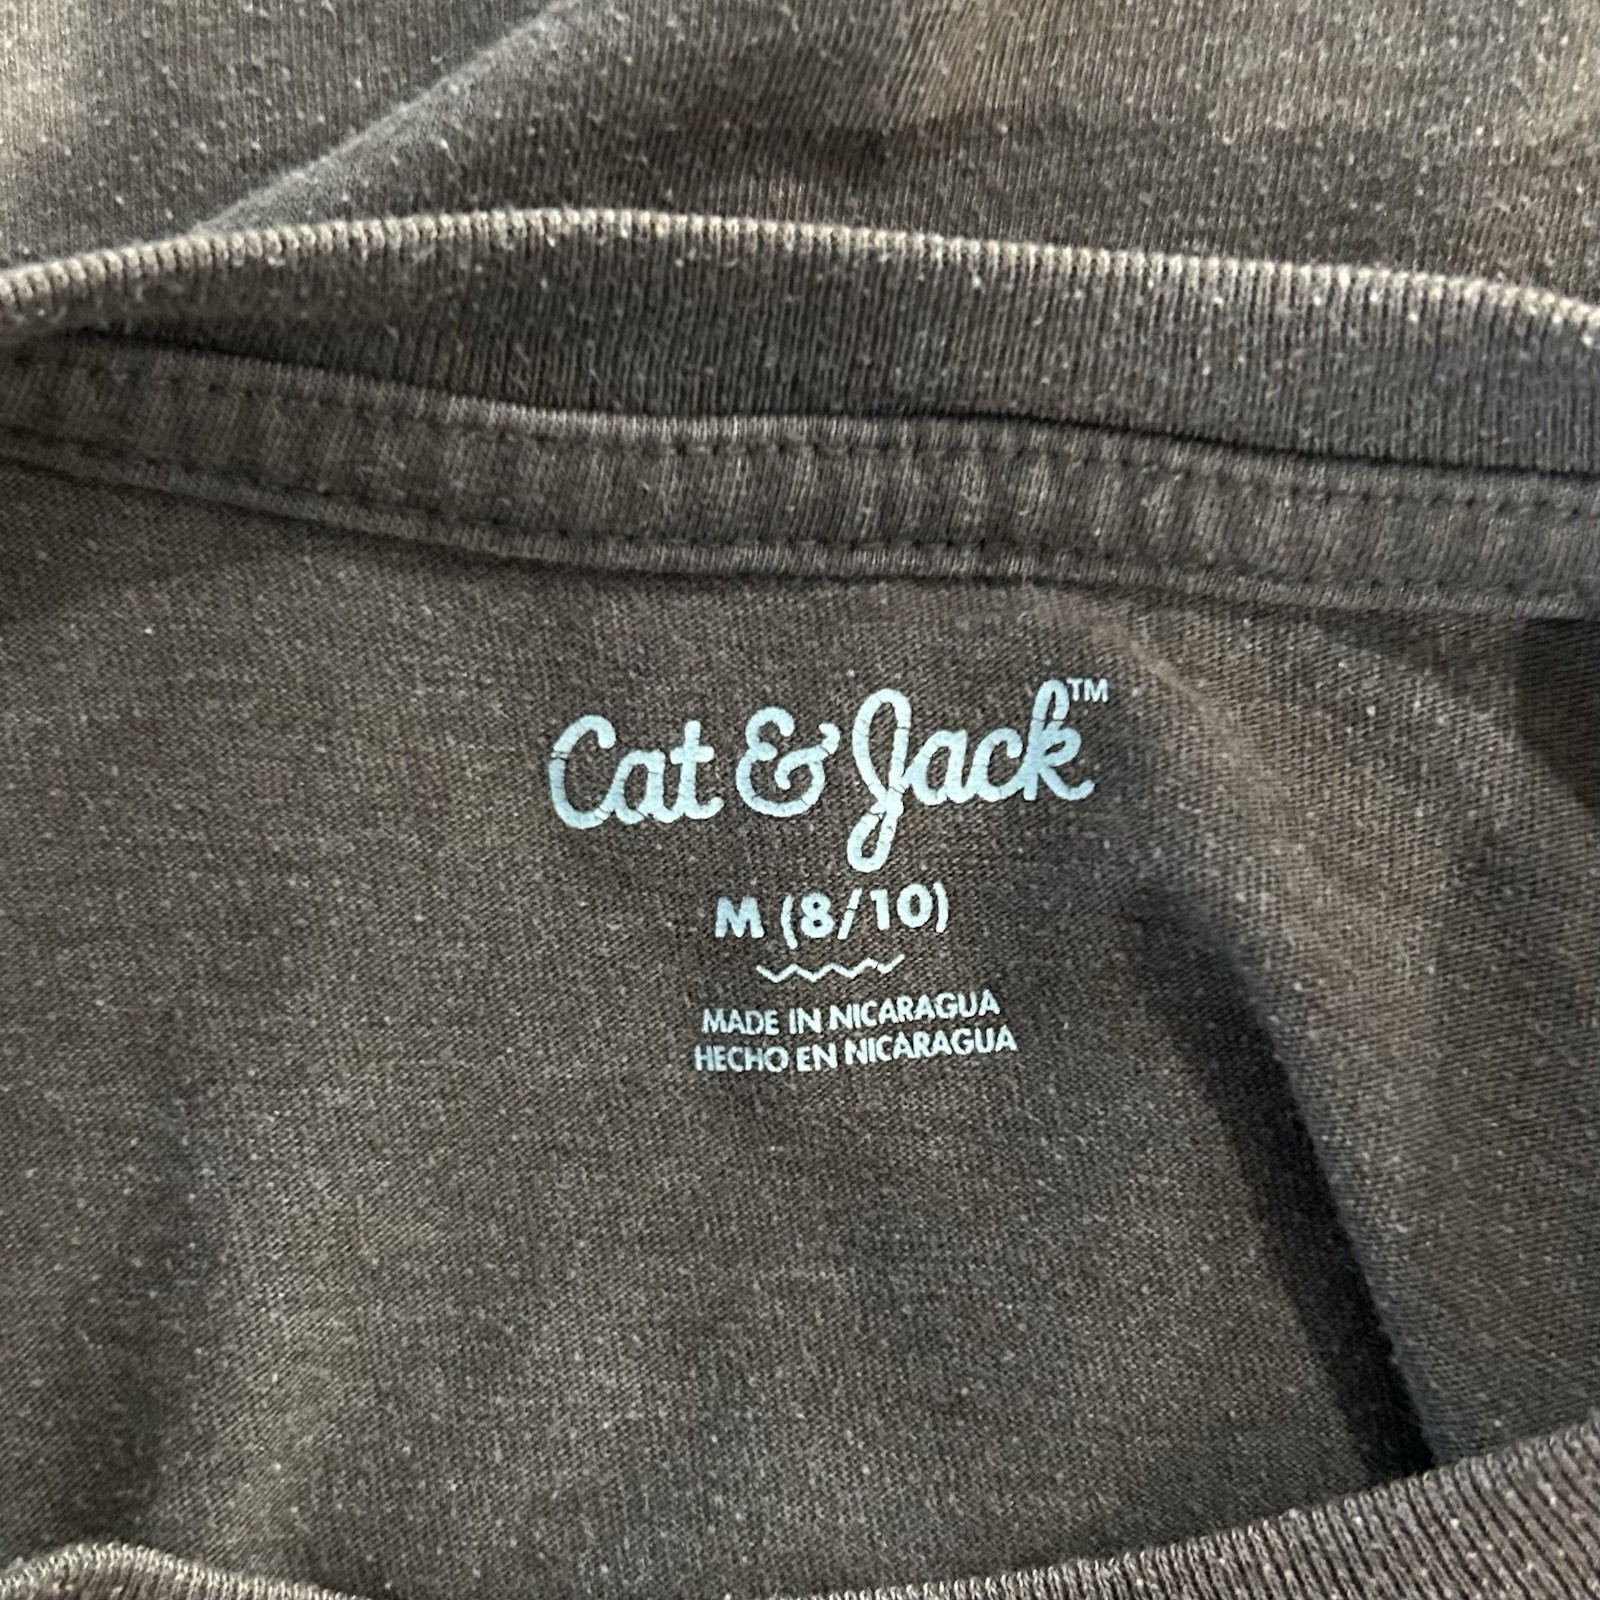 Cat & Jack™
M (8/10)
MADE IN NICARAGUA
HECHO EN NICARAGUA